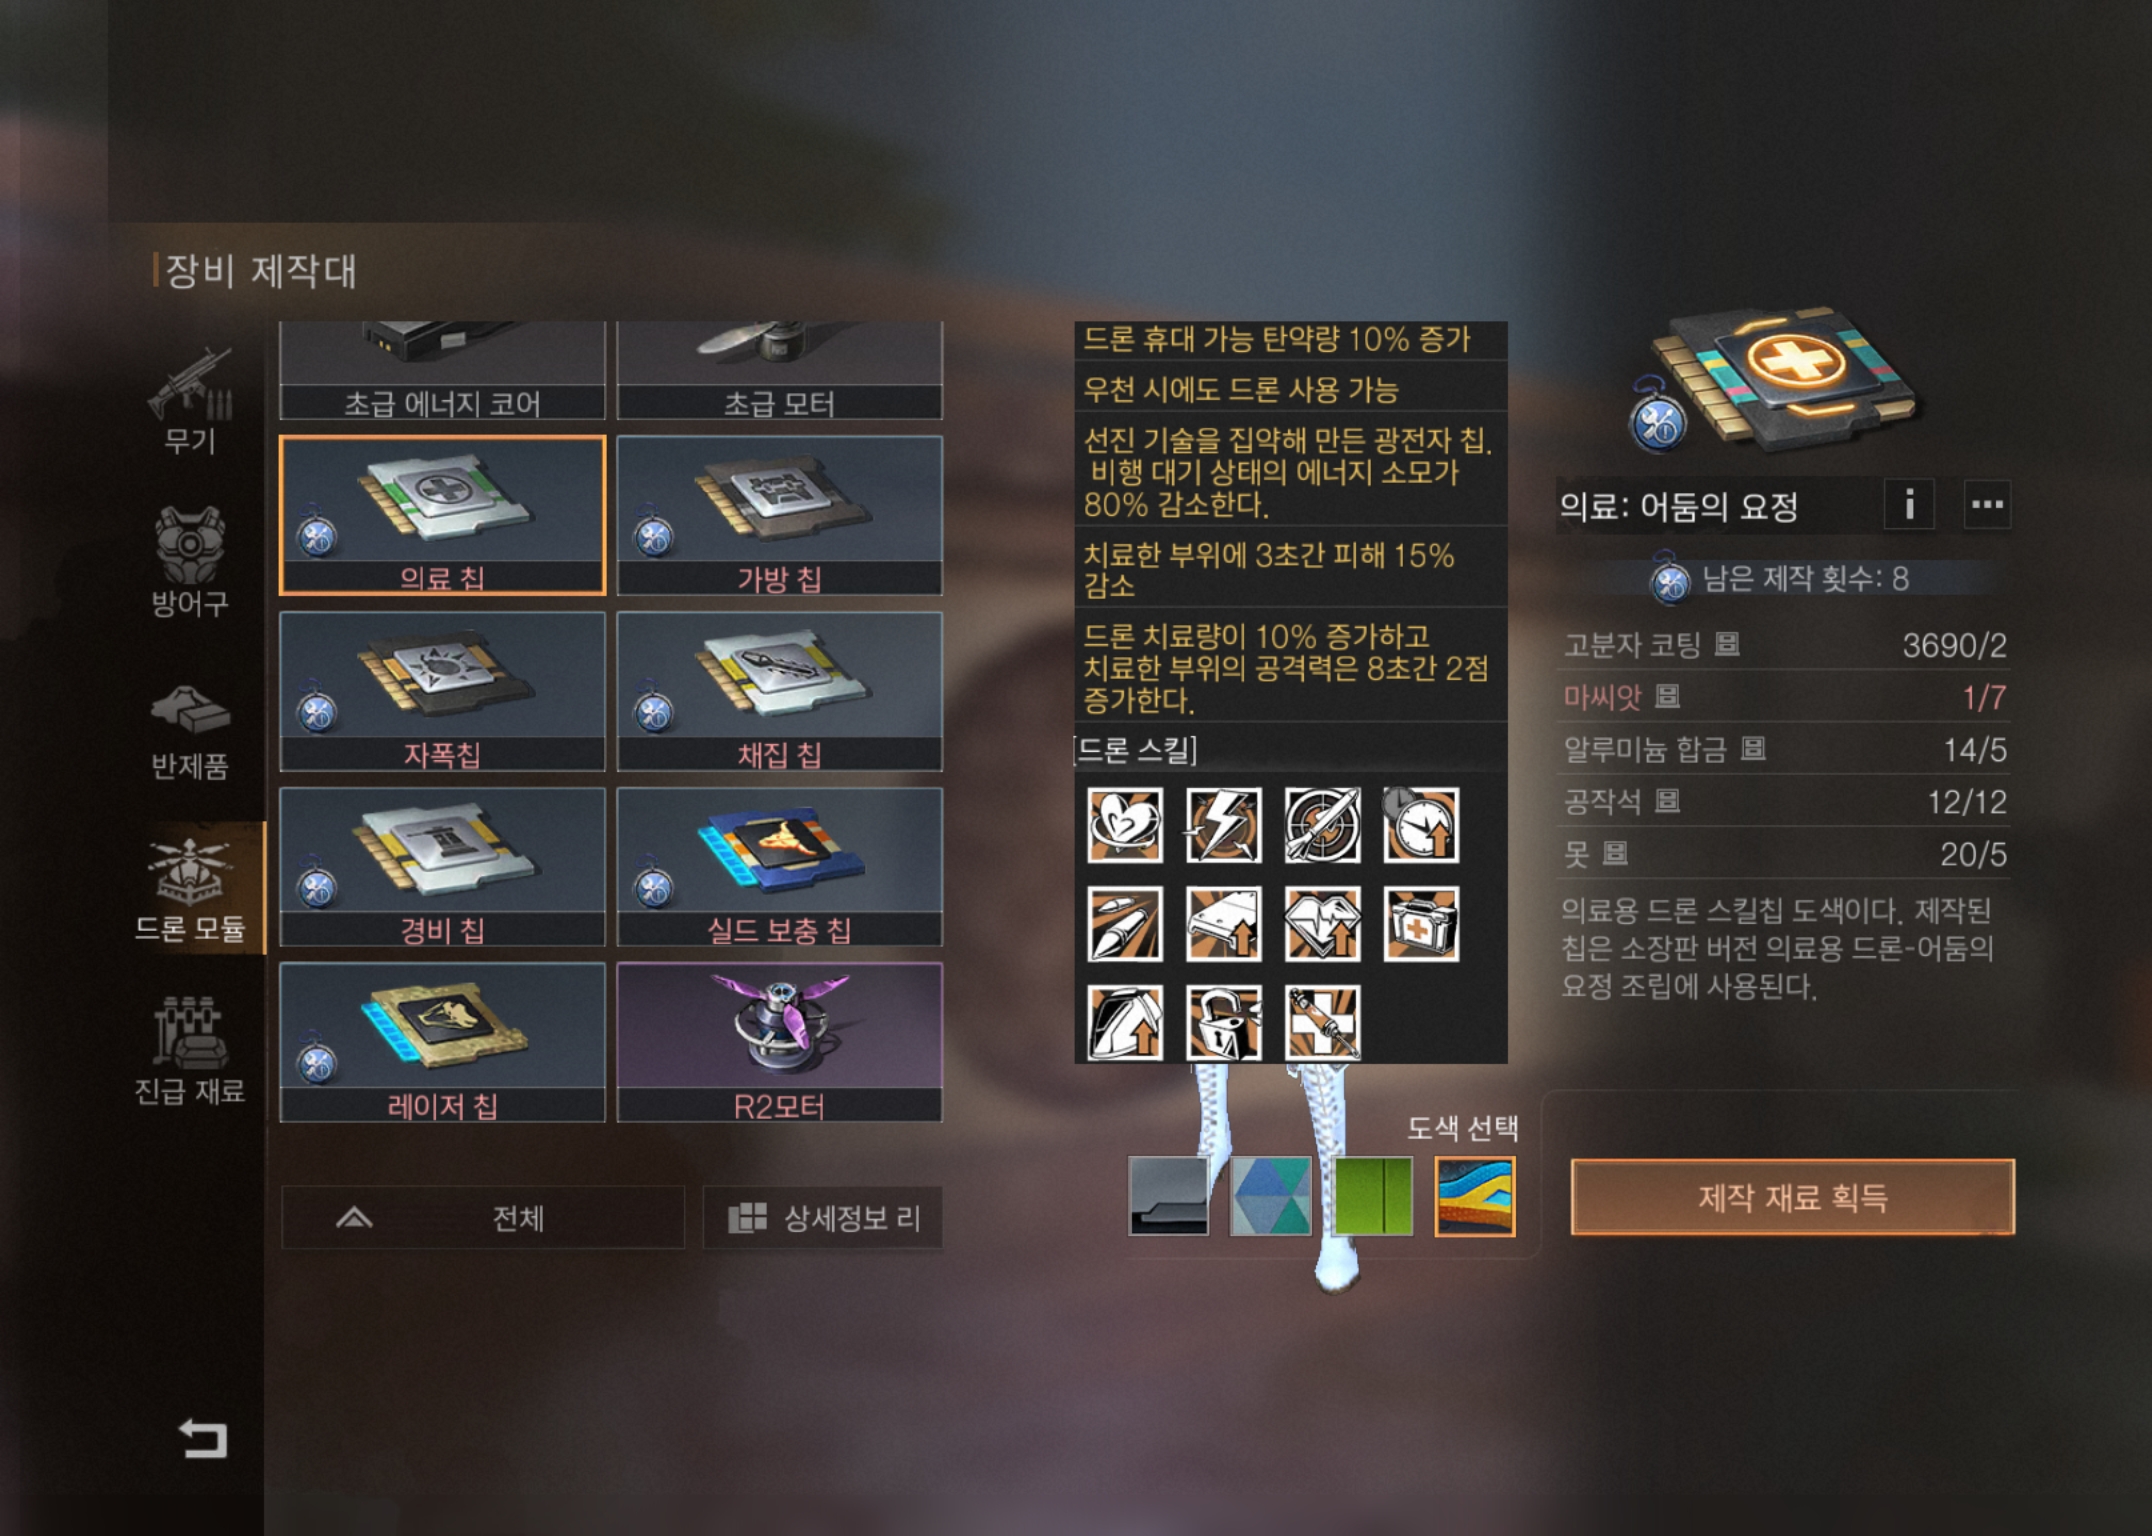 장비 제작대
무기
방어구
반제품
드론 모듈
진급 재료
초급 에너지 코어
초급 모터
의료 칩
가방 칩
자폭칩
채집 칩
경비 칩
실드 보충 칩
레이저 칩
R2모터
전체
상세정보 리
드론 휴대 가능 탄약량 10% 증가
우천 시에도 드론 사용 가능
선진 기술을 집약해 만든 광전자 칩.
비행 대기 상태의 에너지 소모가
80% 감소한다.
치료한 부위에 3초간 피해 15%
감소
드론 치료량이 10% 증가하고
치료한 부위의 공격력은 8초간 2점
증가한다.
[드론 스킬]
도색 선택
의료: 어둠의 요정
i
...
남은 제작 횟수: 8
고분자 코팅 3690/2
마씨앗 1/7
알루미늄 합금 14/5
공작석 12/12
못 20/5
의료용 드론 스킬칩 도색이다. 제작된
칩은 소장판 버전 의료용 드론-어둠의
요정 조립에 사용된다.
제작 재료 획득